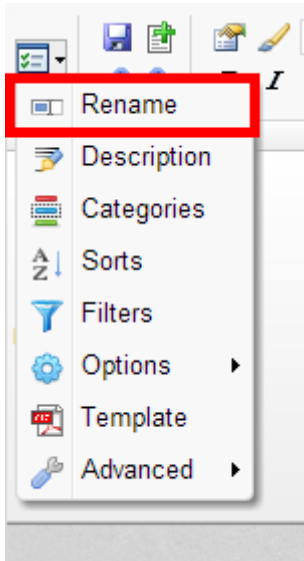 I
Rename
Description
Categories
Sorts
Filters
Options
Template
Advanced